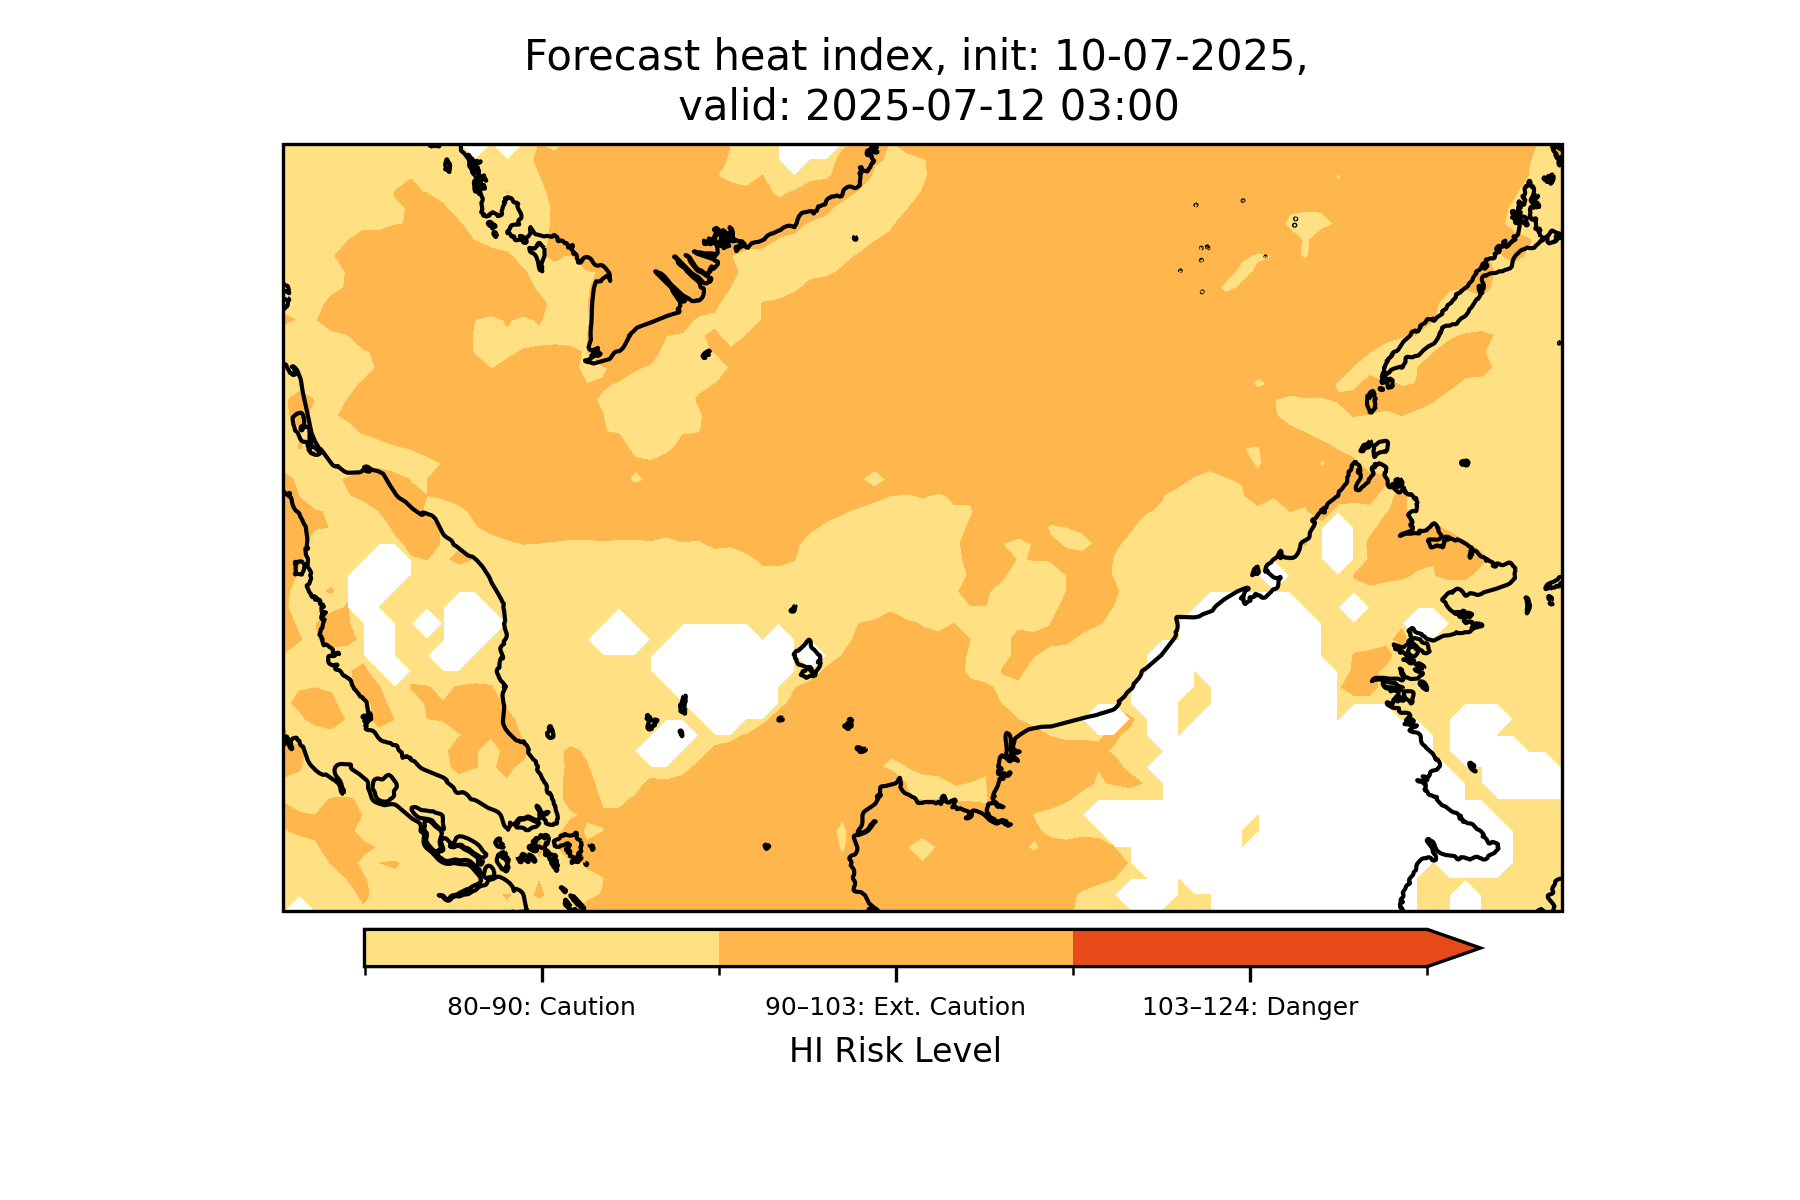 Forecast heat index, init: 10-07-2025,
valid: 2025-07-12 03:00
80–90: Caution
90–103: Ext. Caution
103–124: Danger
HI Risk Level